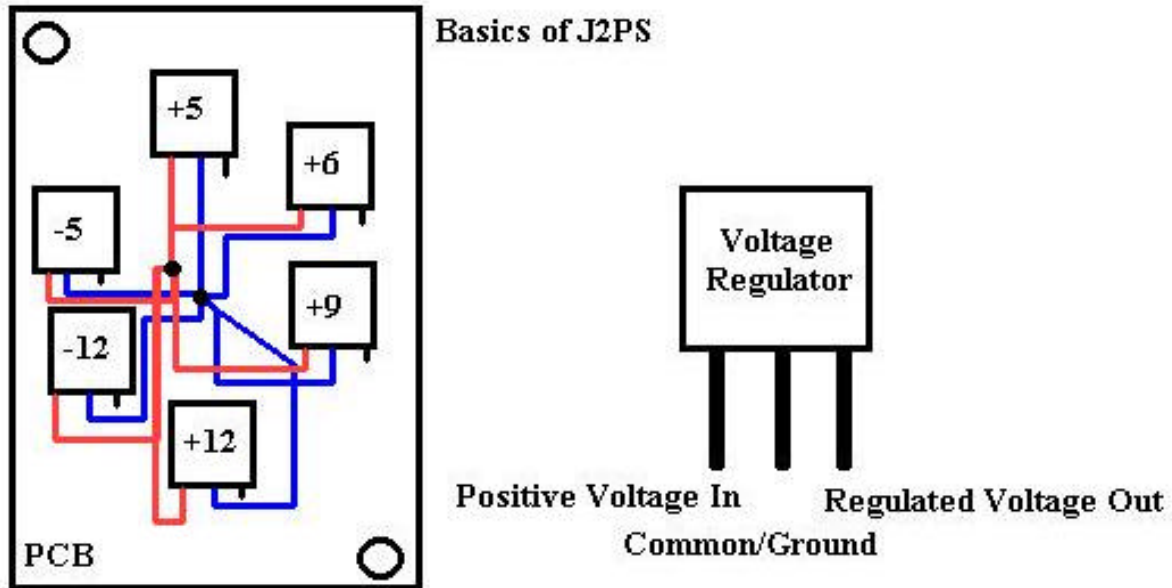 Basics of J2PS
+5
+6
-5
+9
-12
+12
PCB
Voltage
Regulator
Positive Voltage In
Regulated Voltage Out
Common/Ground